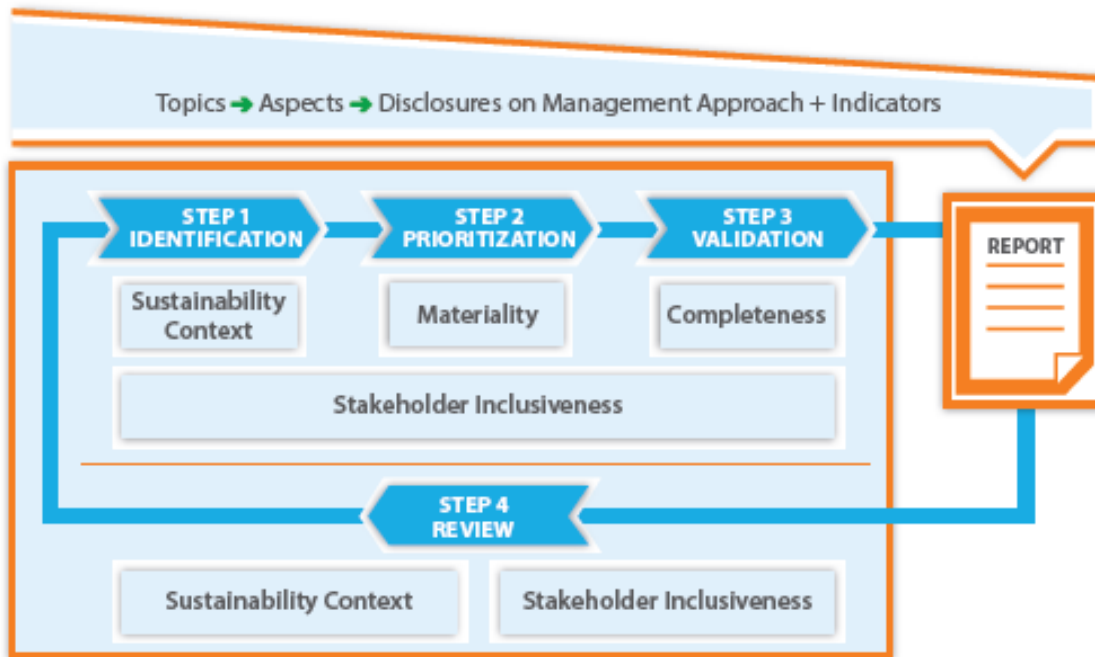 Topics ➔ Aspects ➔ Disclosures on Management Approach + Indicators
STEP 1
IDENTIFICATION
STEP 2
PRIORITIZATION
STEP 3
VALIDATION
REPORT
Sustainability
Context
Materiality
Completeness
Stakeholder Inclusiveness
STEP 4
REVIEW
Sustainability Context
Stakeholder Inclusiveness